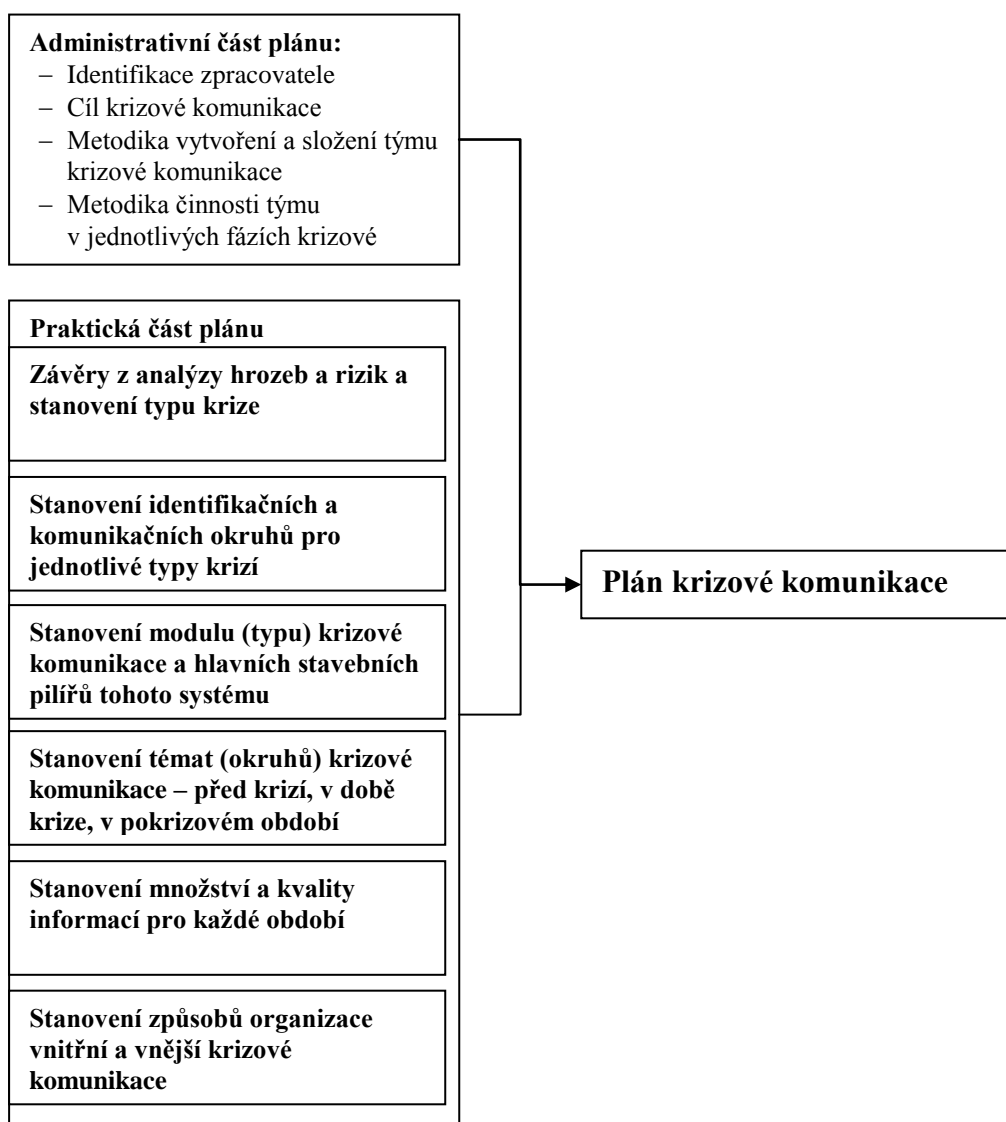 Administrativní část plánu:
– Identifikace zpracovatele
– Cíl krizové komunikace
– Metodika vytvoření a složení týmu
krizové komunikace
– Metodika činnosti týmu
v jednotlivých fázích krizové
Praktická část plánu
Závěry z analýzy hrozeb a rizik a
stanovení typu krize
Stanovení identifikačních a
komunikačních okruhů pro
jednotlivé typy krizí
Stanovení modulu (typu) krizové
komunikace a hlavních stavebních
pilířů tohoto systému
Stanovení témat (okruhů) krizové
komunikace – před krizí, v době
krize, v pokrizovém období
Stanovení množství a kvality
informací pro každé období
Stanovení způsobů organizace
vnitřní a vnější krizové
komunikace
Plán krizové komunikace